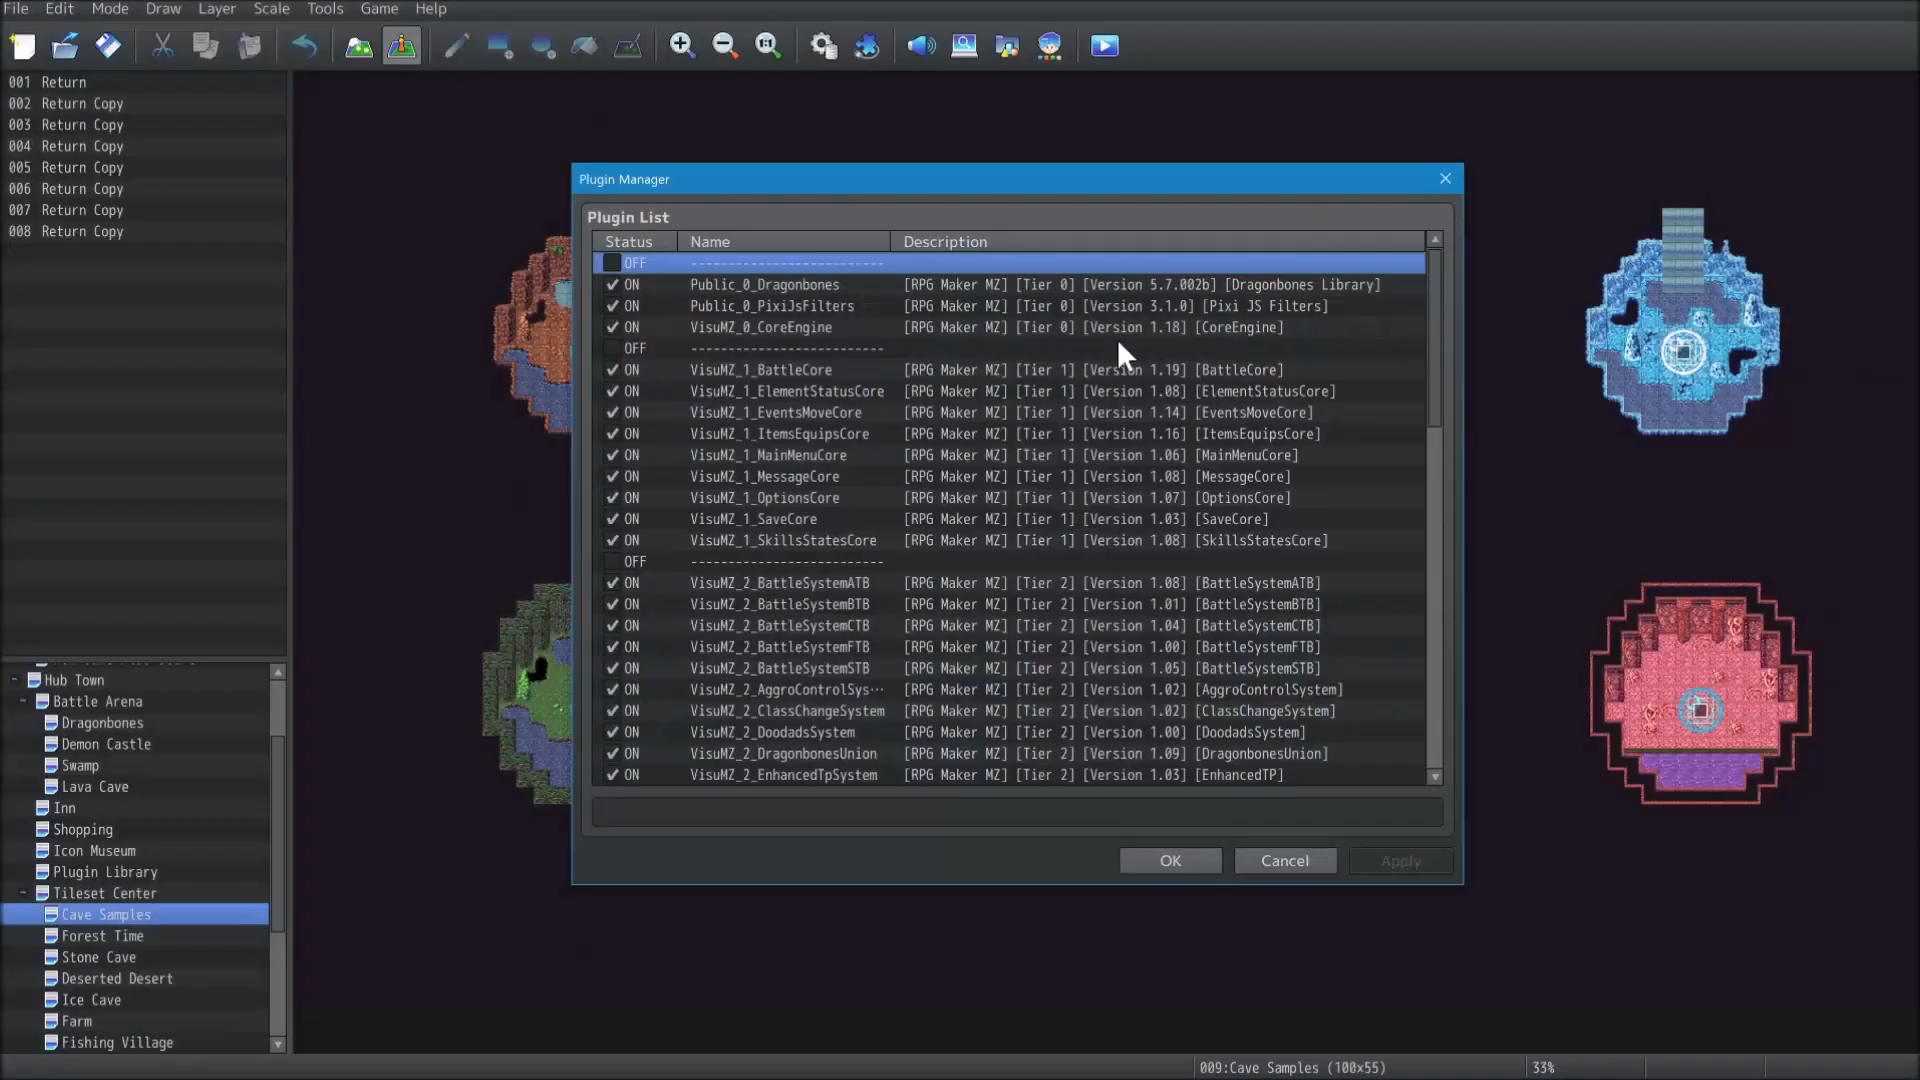 File Edit Mode Draw Layer Scale Tools Game Help
001 Return
002 Return Copy
003 Return Copy
004 Return Copy
005 Return Copy
006 Return Copy
007 Return Copy
008 Return Copy
Hub Town
Battle Arena
Dragonbones
Demon Castle
Swamp
Lava Cave
Inn
Shopping
Icon Museum
Plugin Library
Tileset Center
Cave Samples
Forest Time
Stone Cave
Deserted Desert
Ice Cave
Farm
Fishing Village
Plugin Manager
Plugin List
Status Name Description
OFF --------------------------
ON Public_0_Dragonbones [RPG Maker MZ] [Tier 0] [Version 5.7.002b] [Dragonbones Library]
ON Public_0_PixiJsFilters [RPG Maker MZ] [Tier 0] [Version 3.1.0] [Pixi JS Filters]
ON VisuMZ_0_CoreEngine [RPG Maker MZ] [Tier 0] [Version 1.18] [CoreEngine]
OFF --------------------------
ON VisuMZ_1_BattleCore [RPG Maker MZ] [Tier 1] [Version 1.19] [BattleCore]
ON VisuMZ_1_ElementStatusCore [RPG Maker MZ] [Tier 1] [Version 1.08] [ElementStatusCore]
ON VisuMZ_1_EventsMoveCore [RPG Maker MZ] [Tier 1] [Version 1.14] [EventsMoveCore]
ON VisuMZ_1_ItemsEquipsCore [RPG Maker MZ] [Tier 1] [Version 1.16] [ItemsEquipsCore]
ON VisuMZ_1_MainMenuCore [RPG Maker MZ] [Tier 1] [Version 1.06] [MainMenuCore]
ON VisuMZ_1_MessageCore [RPG Maker MZ] [Tier 1] [Version 1.08] [MessageCore]
ON VisuMZ_1_OptionsCore [RPG Maker MZ] [Tier 1] [Version 1.07] [OptionsCore]
ON VisuMZ_1_SaveCore [RPG Maker MZ] [Tier 1] [Version 1.03] [SaveCore]
ON VisuMZ_1_SkillsStatesCore [RPG Maker MZ] [Tier 1] [Version 1.08] [SkillsStatesCore]
OFF --------------------------
ON VisuMZ_2_BattleSystemATB [RPG Maker MZ] [Tier 2] [Version 1.08] [BattleSystemATB]
ON VisuMZ_2_BattleSystemBTB [RPG Maker MZ] [Tier 2] [Version 1.01] [BattleSystemBTB]
ON VisuMZ_2_BattleSystemCTB [RPG Maker MZ] [Tier 2] [Version 1.04] [BattleSystemCTB]
ON VisuMZ_2_BattleSystemFTB [RPG Maker MZ] [Tier 2] [Version 1.00] [BattleSystemFTB]
ON VisuMZ_2_BattleSystemSTB [RPG Maker MZ] [Tier 2] [Version 1.05] [BattleSystemSTB]
ON VisuMZ_2_AggroControlSys… [RPG Maker MZ] [Tier 2] [Version 1.02] [AggroControlSystem]
ON VisuMZ_2_ClassChangeSystem [RPG Maker MZ] [Tier 2] [Version 1.02] [ClassChangeSystem]
ON VisuMZ_2_DoodadsSystem [RPG Maker MZ] [Tier 2] [Version 1.00] [DoodadsSystem]
ON VisuMZ_2_DragonbonesUnion [RPG Maker MZ] [Tier 2] [Version 1.09] [DragonbonesUnion]
ON VisuMZ_2_EnhancedTpSystem [RPG Maker MZ] [Tier 2] [Version 1.03] [EnhancedTP]
OK Cancel Apply
009:Cave Samples (100x55) 33%